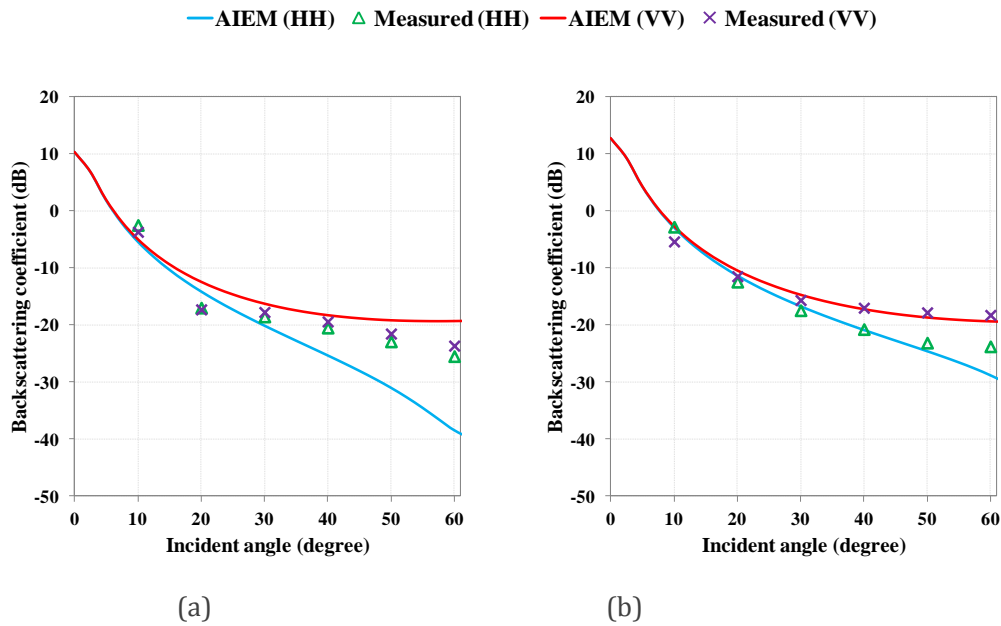 AIEM (HH) Measured (HH) AIEM (VV) Measured (VV)
Backscattering coefficient (dB)
20
10
0
-10
-20
-30
-40
-50
0 10 20 30 40 50 60
Incident angle (degree)
(a)
Backscattering coefficient (dB)
20
10
0
-10
-20
-30
-40
-50
0 10 20 30 40 50 60
Incident angle (degree)
(b)